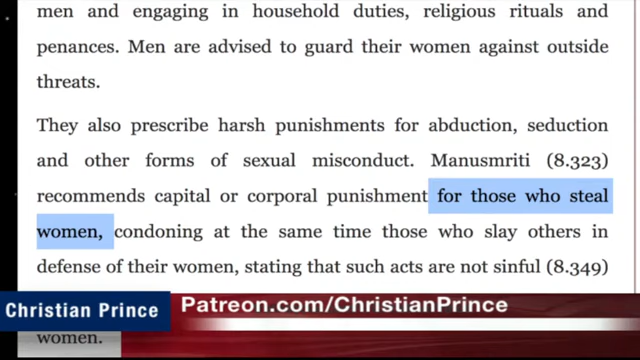 men and engaging in household duties, religious rituals and
penances. Men are advised to guard their women against outside
threats.
They also prescribe harsh punishments for abduction, seduction
and other forms of sexual misconduct. Manusmriti (8.323)
recommends capital or corporal punishment for those who steal
women, condoning at the same time those who slay others in
defense of their women, stating that such acts are not sinful (8.349)
Christian Prince
Patreon.com/ChristianPrince
women.